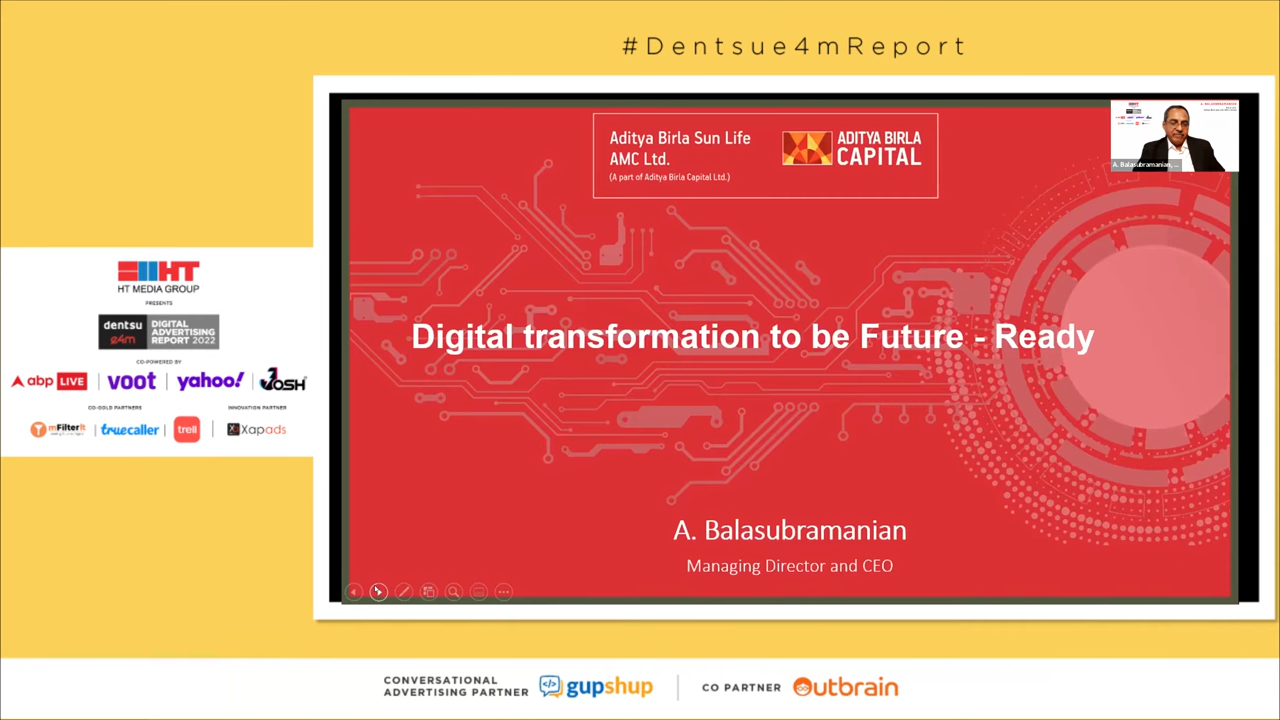 #Dentsue4mReport
Aditya Birla Sun Life
AMC Ltd.
(A part of Aditya Birla Capital Ltd.)
ADITYA BIRLA
CAPITAL
A. Balasubramanian, ...
HT
HT MEDIA GROUP
PRESENTS
dentsu
e4m
DIGITAL
ADVERTISING
REPORT 2022
CO-POWERED BY
abp LIVE
voot
yahoo!
JOSH
CO-GOLD PARTNERS
INNOVATION PARTNER
mFilterIt
truecaller
trell
Xapads
Digital transformation to be Future - Ready
A. Balasubramanian
Managing Director and CEO
CONVERSATIONAL
ADVERTISING PARTNER
gupshup
CO PARTNER
Outbrain